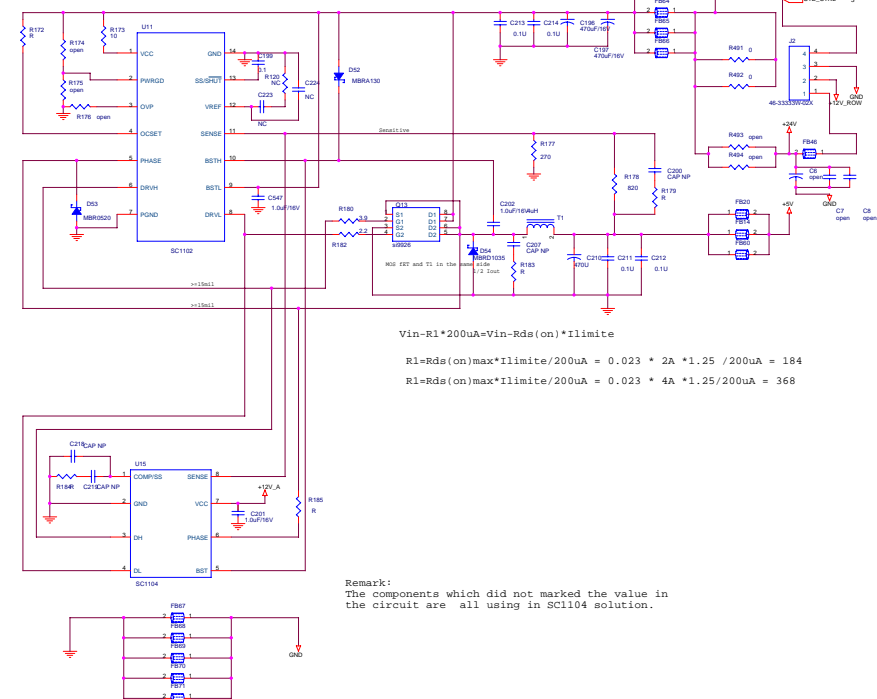 FB64
R172
R
R173
10
U11
C213
0.1U
C214
0.1U
C196
470uF/16V
FB65
R174
open
FB66
J2
VCC
GND
C197
470uF/16V
R491 0
D52
MBRA130
R175
open
PWRGD
SS/SHUT
R120
NC
C224
NC
R492 0
OVP
VREF
C223
NC
46-33333W-02X
+12V_ROW
GND
R176 open
+24V
OCSET
SENSE
Sensitive
R493 open
R177
270
FB46
PHASE
BSTH
R494
open
C200
CAP NP
R178
820
R179
R
C6
open
DRVH
BSTL
C547
1.0uF/16V
D53
MBR0520
PGND
DRVL
SC1102
R180
3.9
R182
2.2
Q13
S1 D1
G1 D1
S2 D2
G2 D2
C202
1.0uF/16V
4uH
T1
FB20
+5V
GND
C7
open
C8
open
FB14
FB60
MOS fET and T1 in the same side
1/2 Iout
D54
MBRD1035
C207
CAP NP
R183
R
C210
470U
C211
0.1U
C212
0.1U
><15mil
><15mil
Vin-R1*200uA=Vin-Rds(on)*Ilimite
R1=Rds(on)max*Ilimite/200uA = 0.023 * 2A *1.25 /200uA = 184
R1=Rds(on)max*Ilimite/200uA = 0.023 * 4A *1.25/200uA = 368
C218
CAP NP
U15
COMP/SS SENSE
R184
R
C219
CAP NP
+12V_A
GND VCC
C201
1.0uF/16V
R185
R
DH PHASE
DL BST
SC1104
Remark:
The components which did not marked the value in
the circuit are all using in SC1104 solution.
FB67
FB68
FB69
FB70
FB71
GND